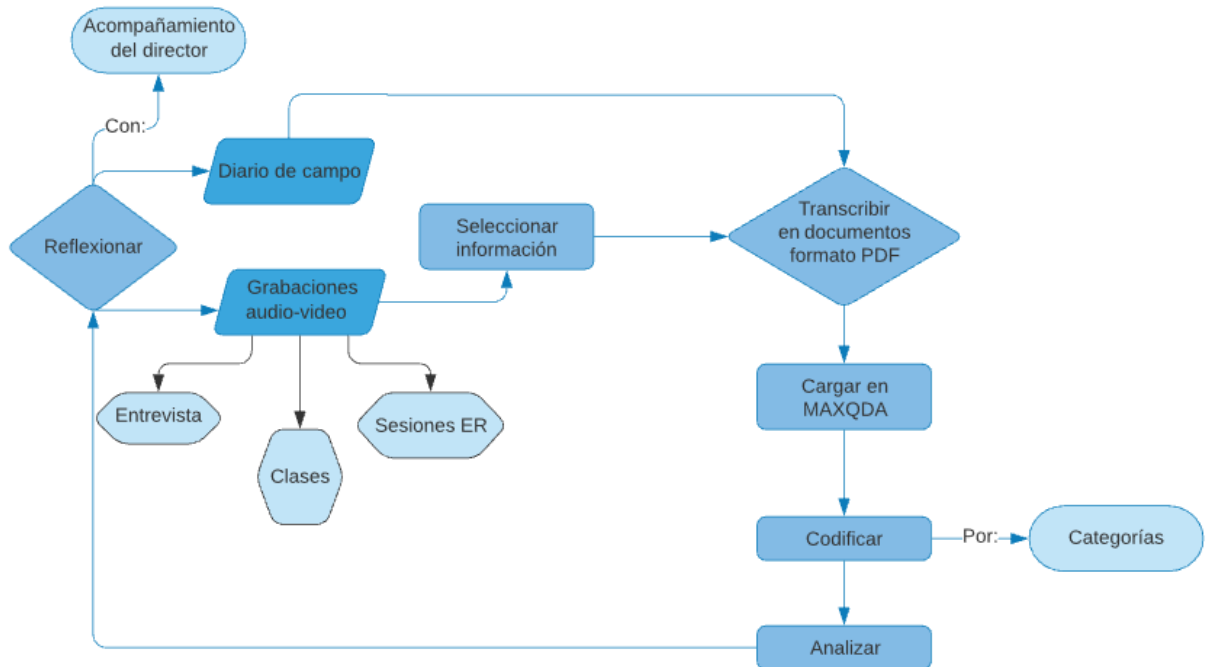 Acompañamiento
del director
Con:
Diario de campo
Reflexionar
Seleccionar
información
Transcribir
en documentos
formato PDF
Grabaciones
audio-video
Entrevista
Sesiones ER
Clases
Cargar en
MAXQDA
Codificar
Por:
Categorías
Analizar